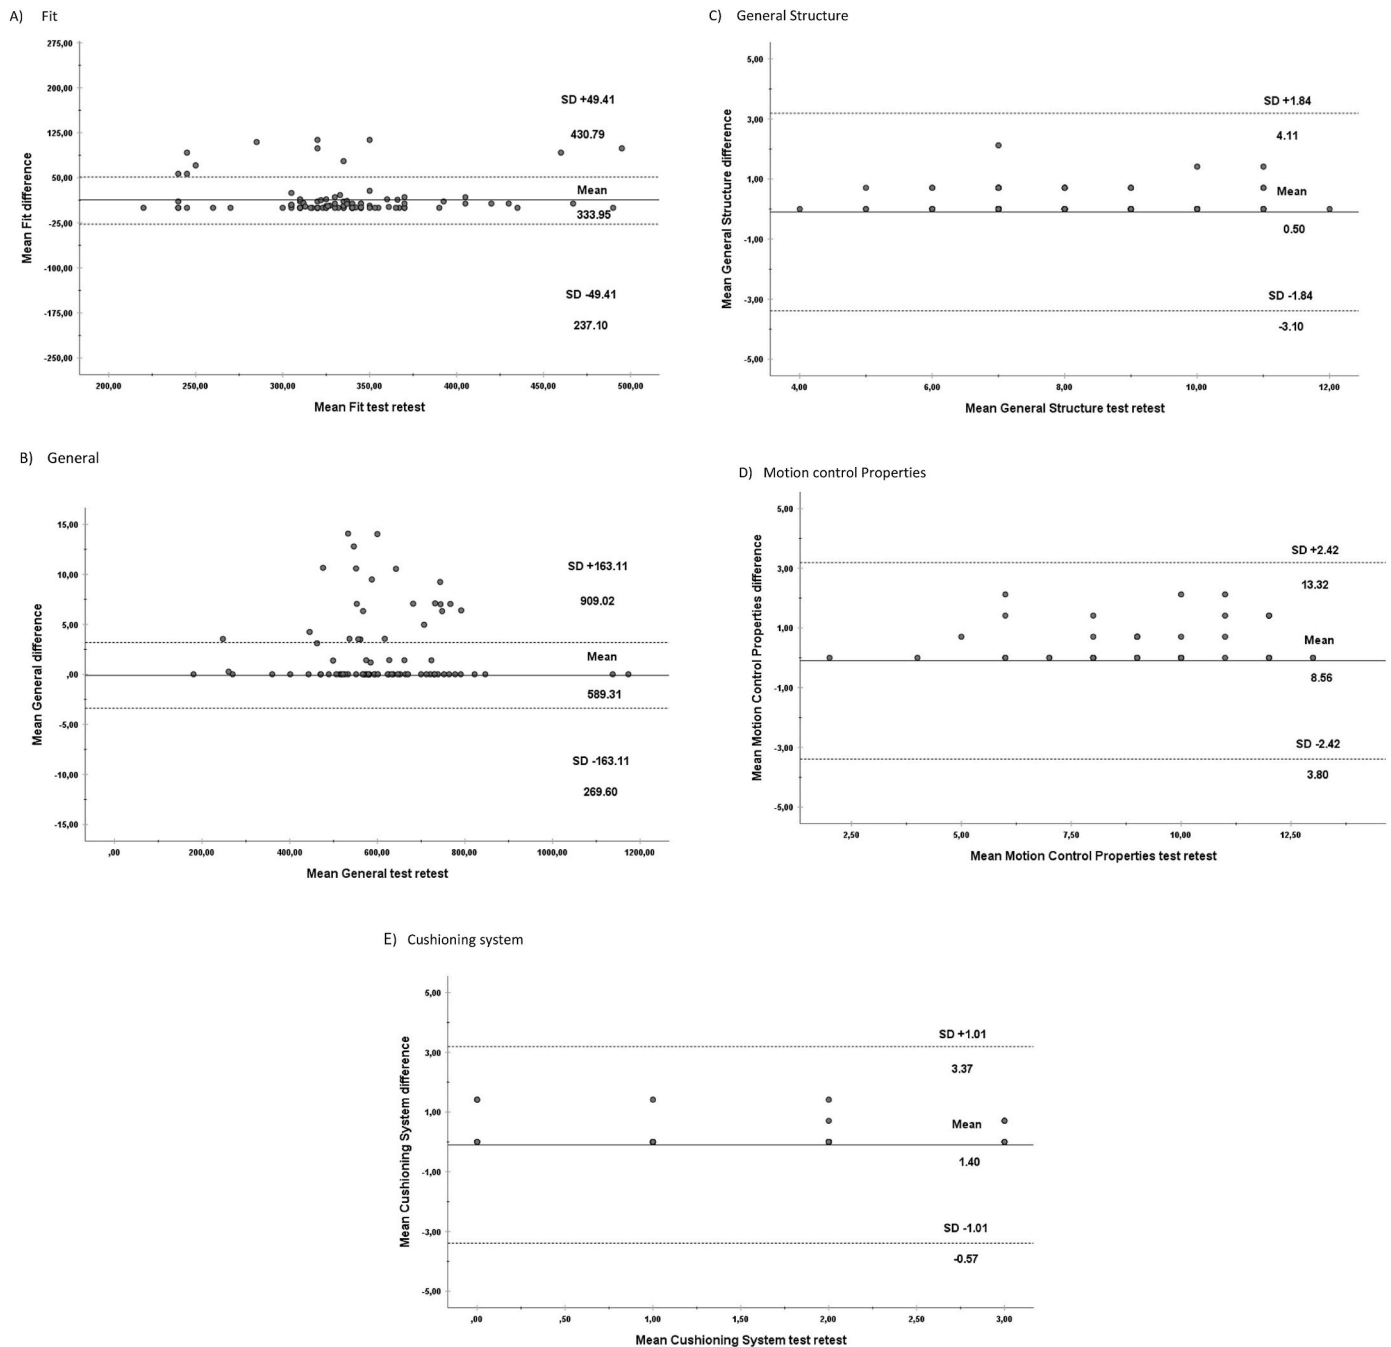 A) Fit
275,00
200,00
125,00
50,00
-25,00
-100,00
-175,00
-250,00
Mean Fit difference
SD +49.41
430.79
Mean
333.95
SD -49.41
237.10
200,00 250,00 300,00 350,00 400,00 450,00 500,00
Mean Fit test retest
C) General Structure
5,00
3,00
1,00
-1,00
-3,00
-5,00
Mean General Structure difference
SD +1.84
4.11
Mean
0.50
SD -1.84
-3.10
4,00 6,00 8,00 10,00 12,00
Mean General Structure test retest
B) General
15,00
10,00
5,00
,00
-5,00
-10,00
-15,00
Mean General difference
SD +163.11
909.02
Mean
589.31
SD -163.11
269.60
,00 200,00 400,00 600,00 800,00 1000,00 1200,00
Mean General test retest
D) Motion control Properties
5,00
3,00
1,00
-1,00
-3,00
-5,00
Mean Motion Control Properties difference
SD +2.42
13.32
Mean
8.56
SD -2.42
3.80
2,50 5,00 7,50 10,00 12,50
Mean Motion Control Properties test retest
E) Cushioning system
5,00
3,00
1,00
-1,00
-3,00
-5,00
Mean Cushioning System difference
SD +1.01
3.37
Mean
1.40
SD -1.01
-0.57
,00 ,50 1,00 1,50 2,00 2,50 3,00
Mean Cushioning System test retest